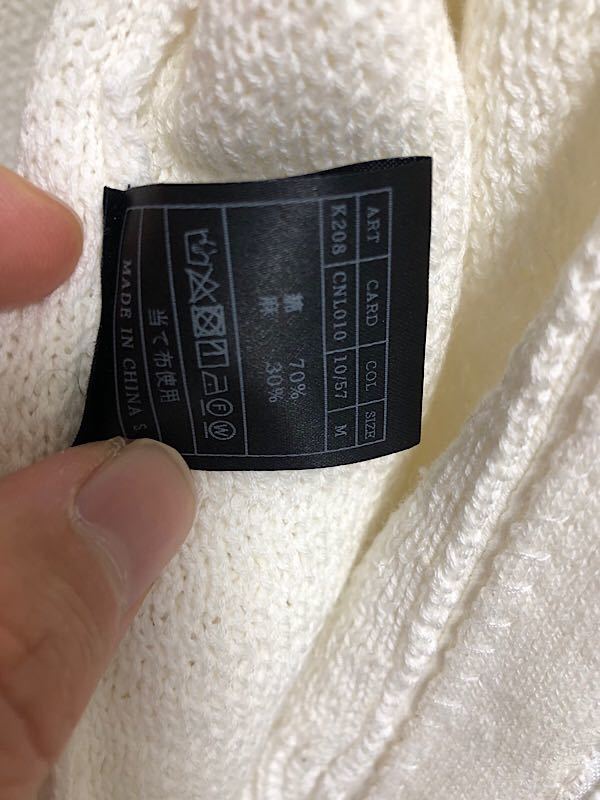 ART CARD COL SIZE
K208 CNL010 10/57 M
綿 70%
麻 30%
F W
当て布使用
MADE IN CHINA S